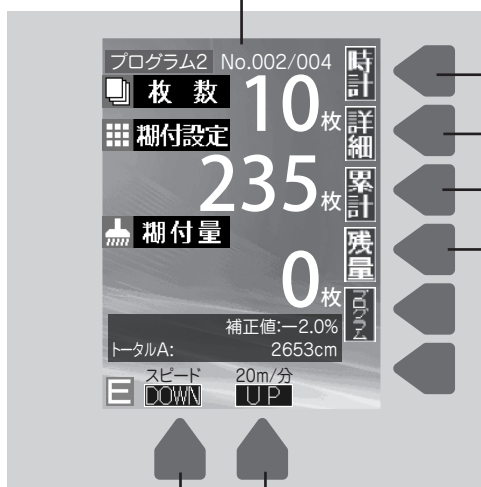 プログラム2 No.002/004
時計
枚数 10枚
詳細
糊付設定
235枚
累計
糊付量
残量
0枚
プログラム
補正値:−2.0%
トータルA: 2653cm
スピード 20m/分
E DOWN UP